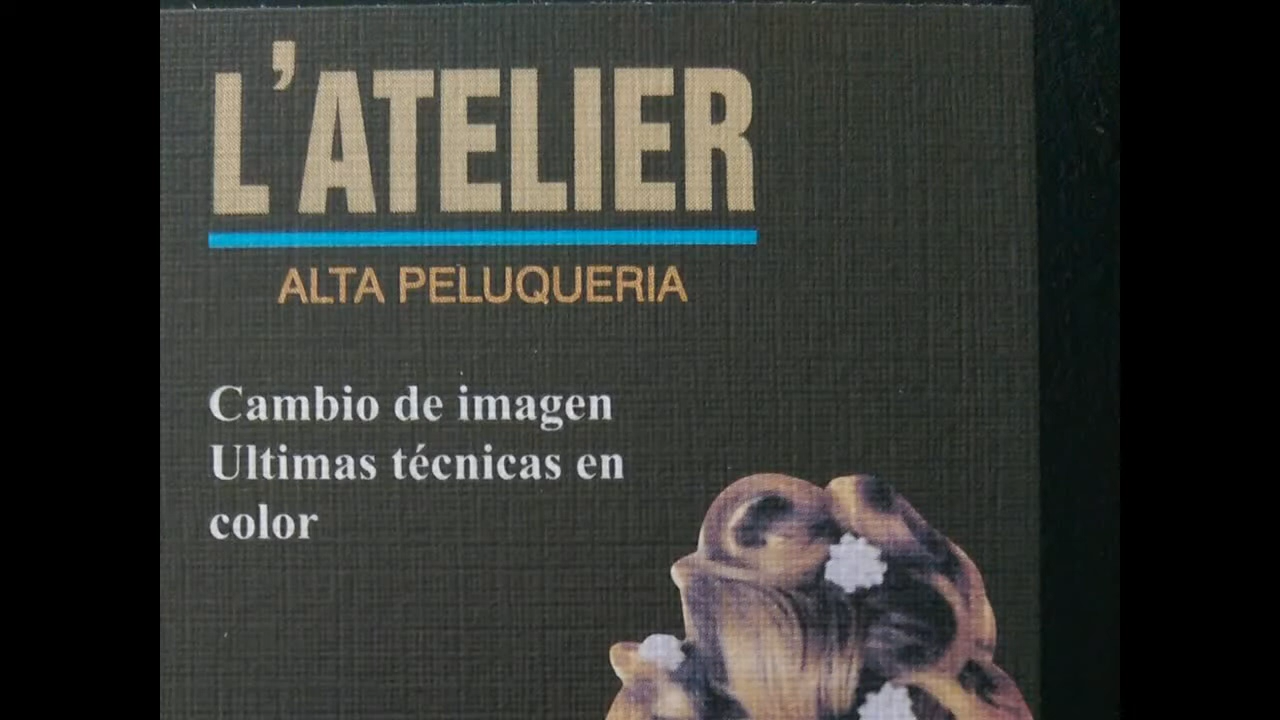 L'ATELIER
ALTA PELUQUERIA
Cambio de imagen
Ultimas técnicas en
color